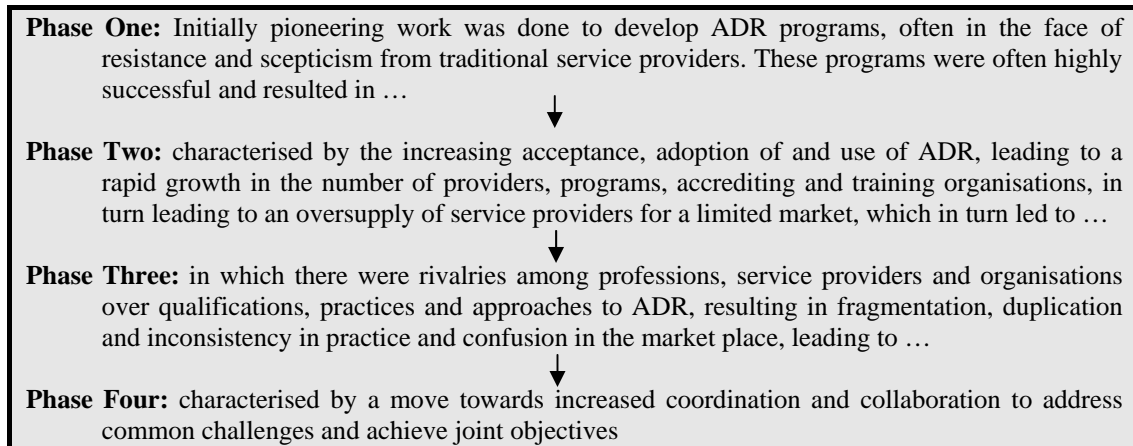 Phase One: Initially pioneering work was done to develop ADR programs, often in the face of
resistance and scepticism from traditional service providers. These programs were often highly
successful and resulted in …
Phase Two: characterised by the increasing acceptance, adoption of and use of ADR, leading to a
rapid growth in the number of providers, programs, accrediting and training organisations, in
turn leading to an oversupply of service providers for a limited market, which in turn led to …
Phase Three: in which there were rivalries among professions, service providers and organisations
over qualifications, practices and approaches to ADR, resulting in fragmentation, duplication
and inconsistency in practice and confusion in the market place, leading to …
Phase Four: characterised by a move towards increased coordination and collaboration to address
common challenges and achieve joint objectives